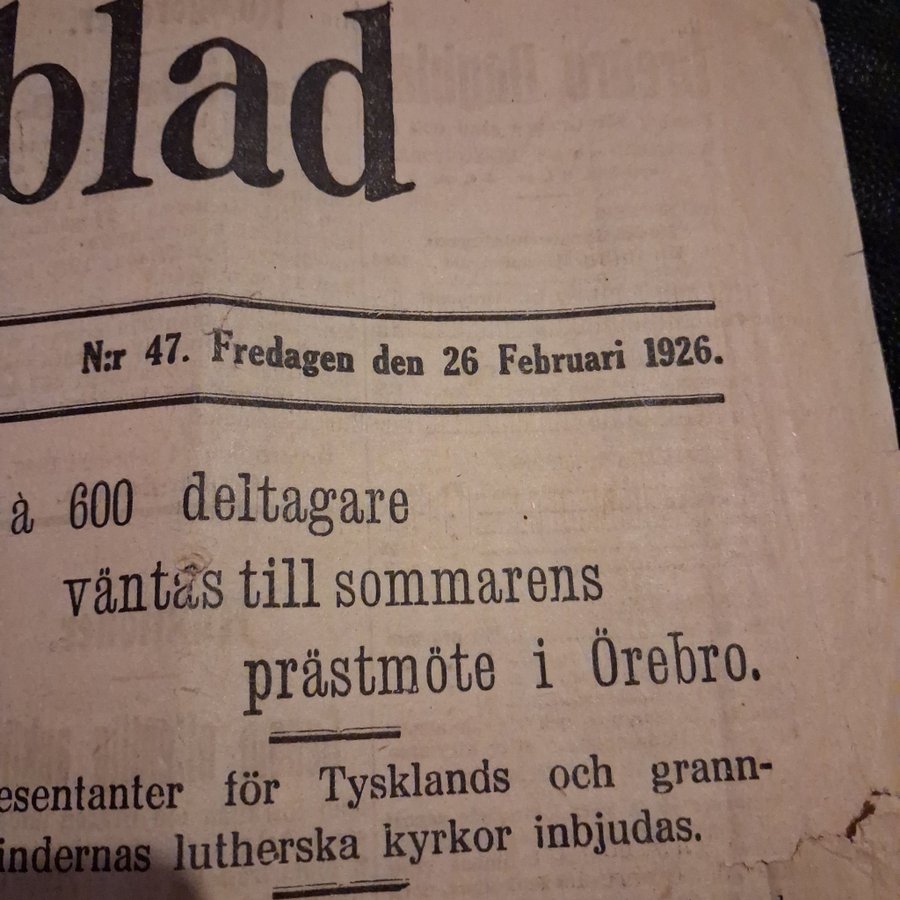 blad
N:r 47. Fredagen den 26 Februari 1926.
à 600 deltagare
väntas till sommarens
prästmöte i Örebro.
esentanter för Tysklands och grann-
indernas lutherska kyrkor inbjudas.